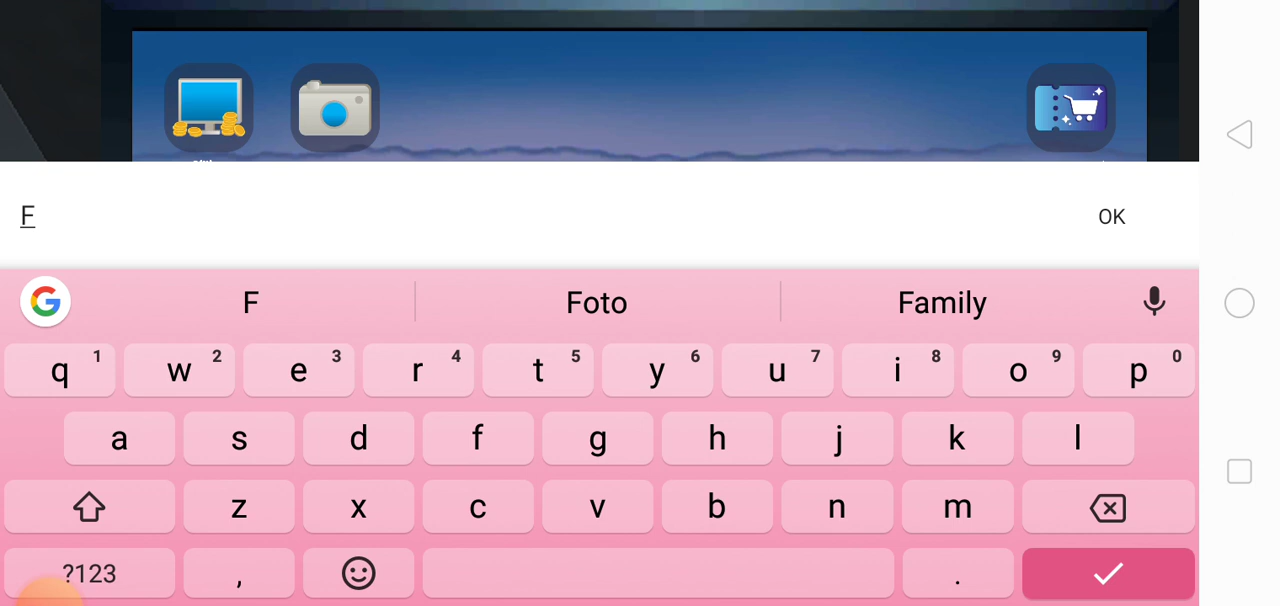 F
OK
F Foto Family
q 1 w 2 e 3 r 4 t 5 y 6 u 7 i 8 o 9 p 0
a s d f g h j k l
z x c v b n m
?123 , .